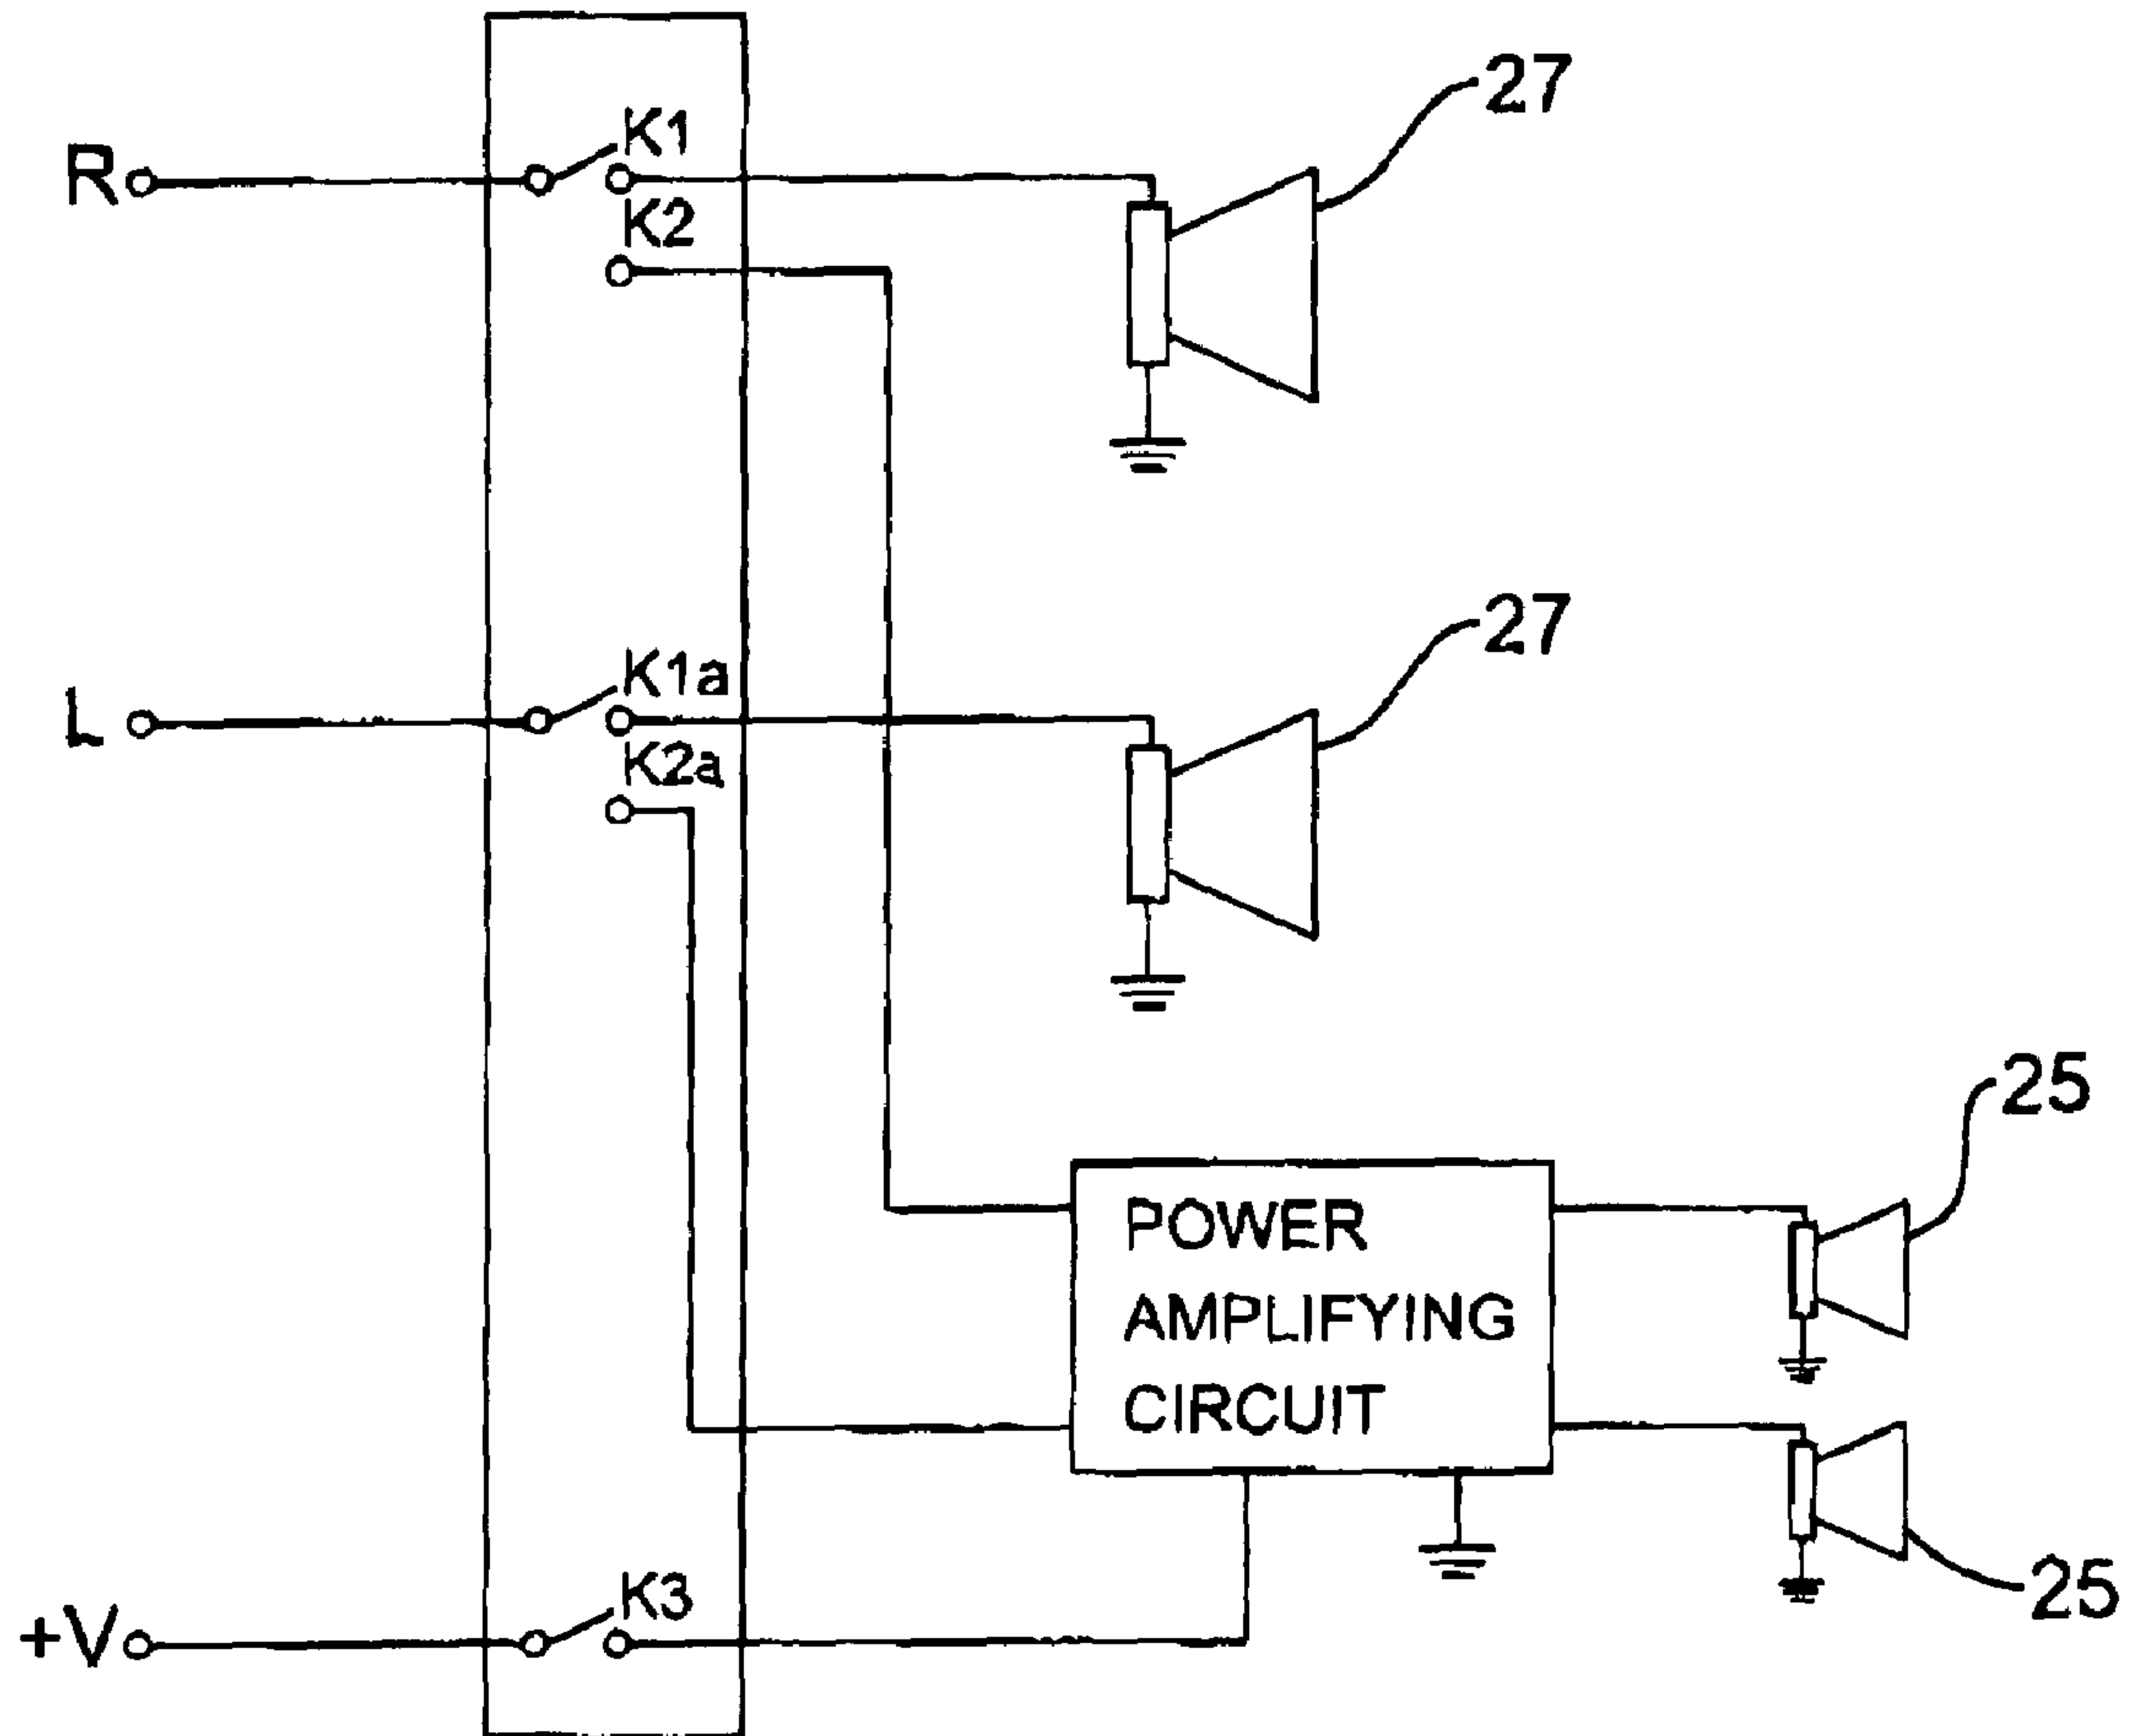 27
K1
R
K2
27
K1a
L
K2a
25
POWER
AMPLIFYING
CIRCUIT
25
K3
+V